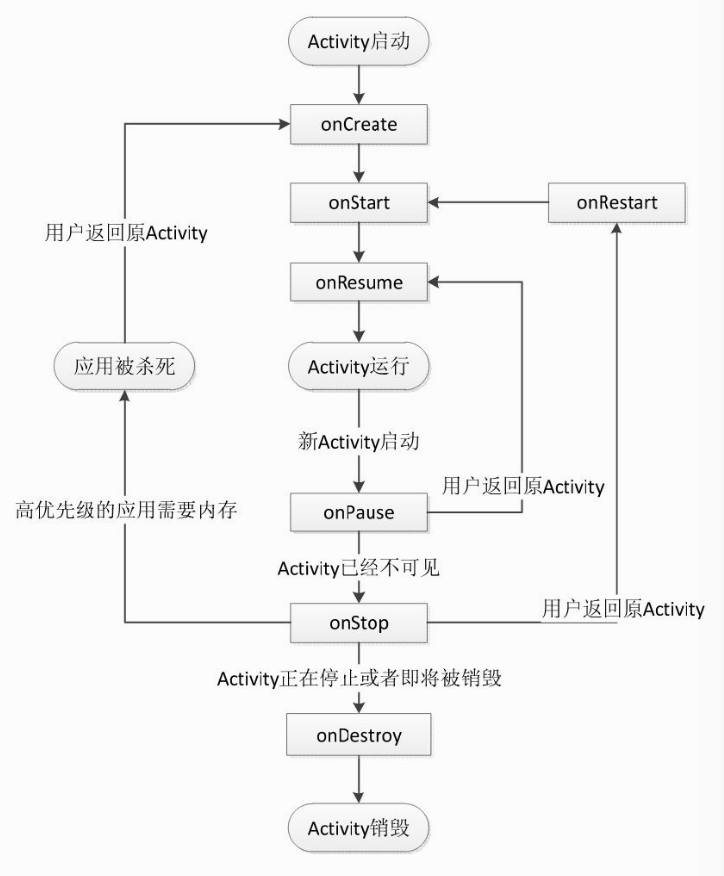 Activity启动
onCreate
onStart
onRestart
用户返回原Activity
onResume
应用被杀死
Activity运行
新Activity启动
用户返回原Activity
高优先级的应用需要内存
onPause
Activity已经不可见
用户返回原Activity
onStop
Activity正在停止或者即将被销毁
onDestroy
Activity销毁